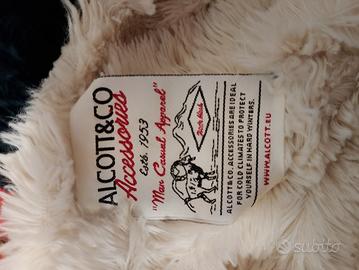 ALCOTT&CO
Accessories
Estb. 1953
"Man Casual Apparel"
ALCOTT&CO. ACCESSORIES ARE IDEAL
FOR COLD CLIMATES TO PROTECT
YOURSELF IN HARD WINTERS.
WWW.ALCOTT.EU
subito